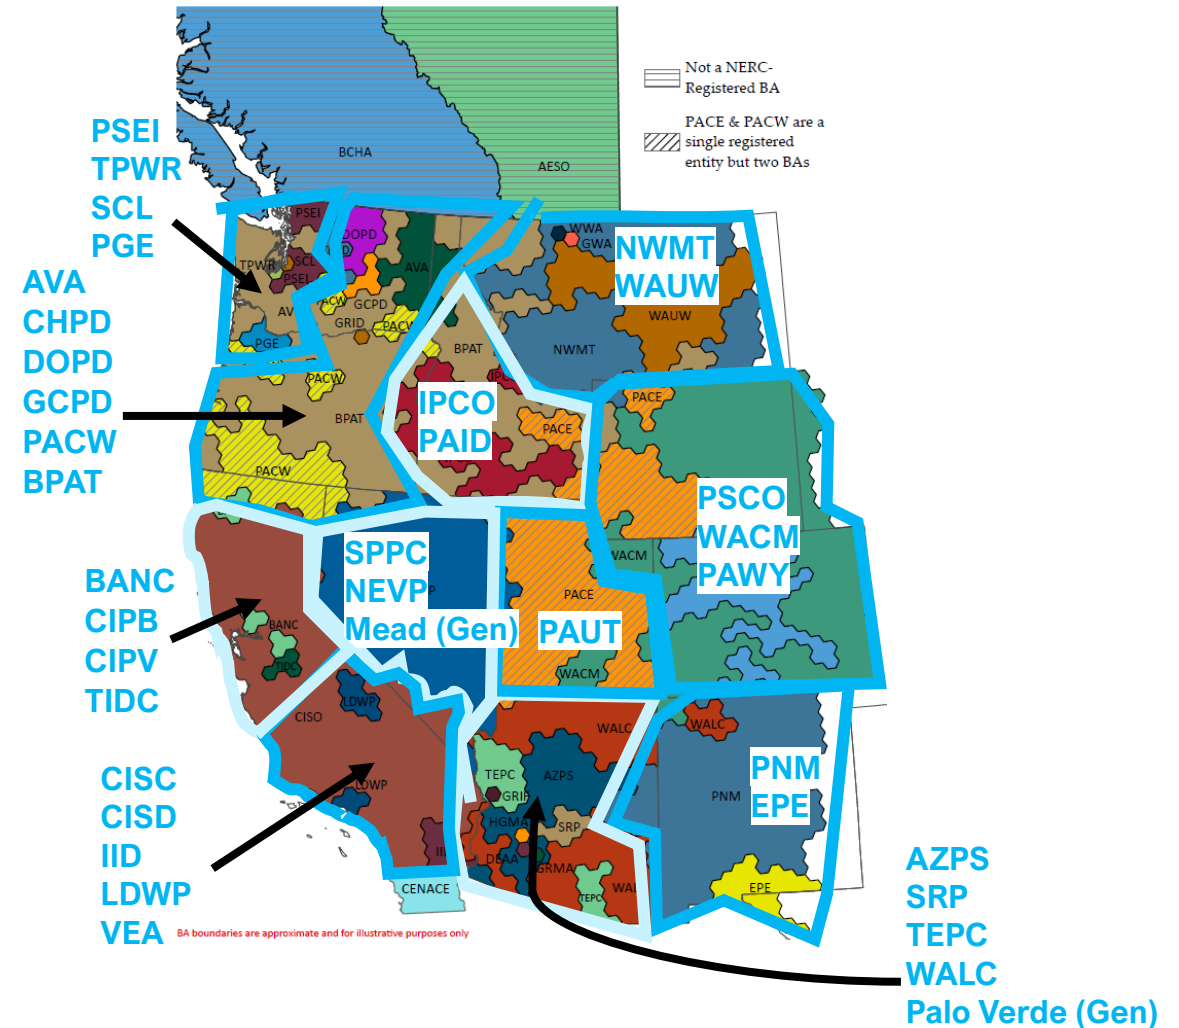 Not a NERC-
Registered BA
PACE & PACW are a
single registered
entity but two BAs
BCHA
AESO
PSEI
TPWR
SCL
PGE
AVA
CHPD
DOPD
GCPD
PACW
BPAT
PSEI
DOPD
TPWR
SCL
PSEI
AVA
PACW
GCPD
AV
GRID
PACW
PGE
PACW
BPAT
PACW
WWA
GWA
NWMT
WAUW
WAUW
NWMT
BPAT
IPCO
PAID
PACE
PACE
PSCO
WACM
PAWY
WACM
SPPC
NEVP
Mead (Gen)
PACE
PAUT
WACM
BANC
CIPB
CIPV
TIDC
BANC
TIDC
CISO
LDWP
LDWP
CISC
CISD
IID
LDWP
VEA
CENACE
WALC
WALC
TEPC
AZPS
GRIF
HGMA
SRP
DEAA
GRMA
TEPC
WAL
PNM
EPE
PNM
EPE
AZPS
SRP
TEPC
WALC
Palo Verde (Gen)
BA boundaries are approximate and for illustrative purposes only